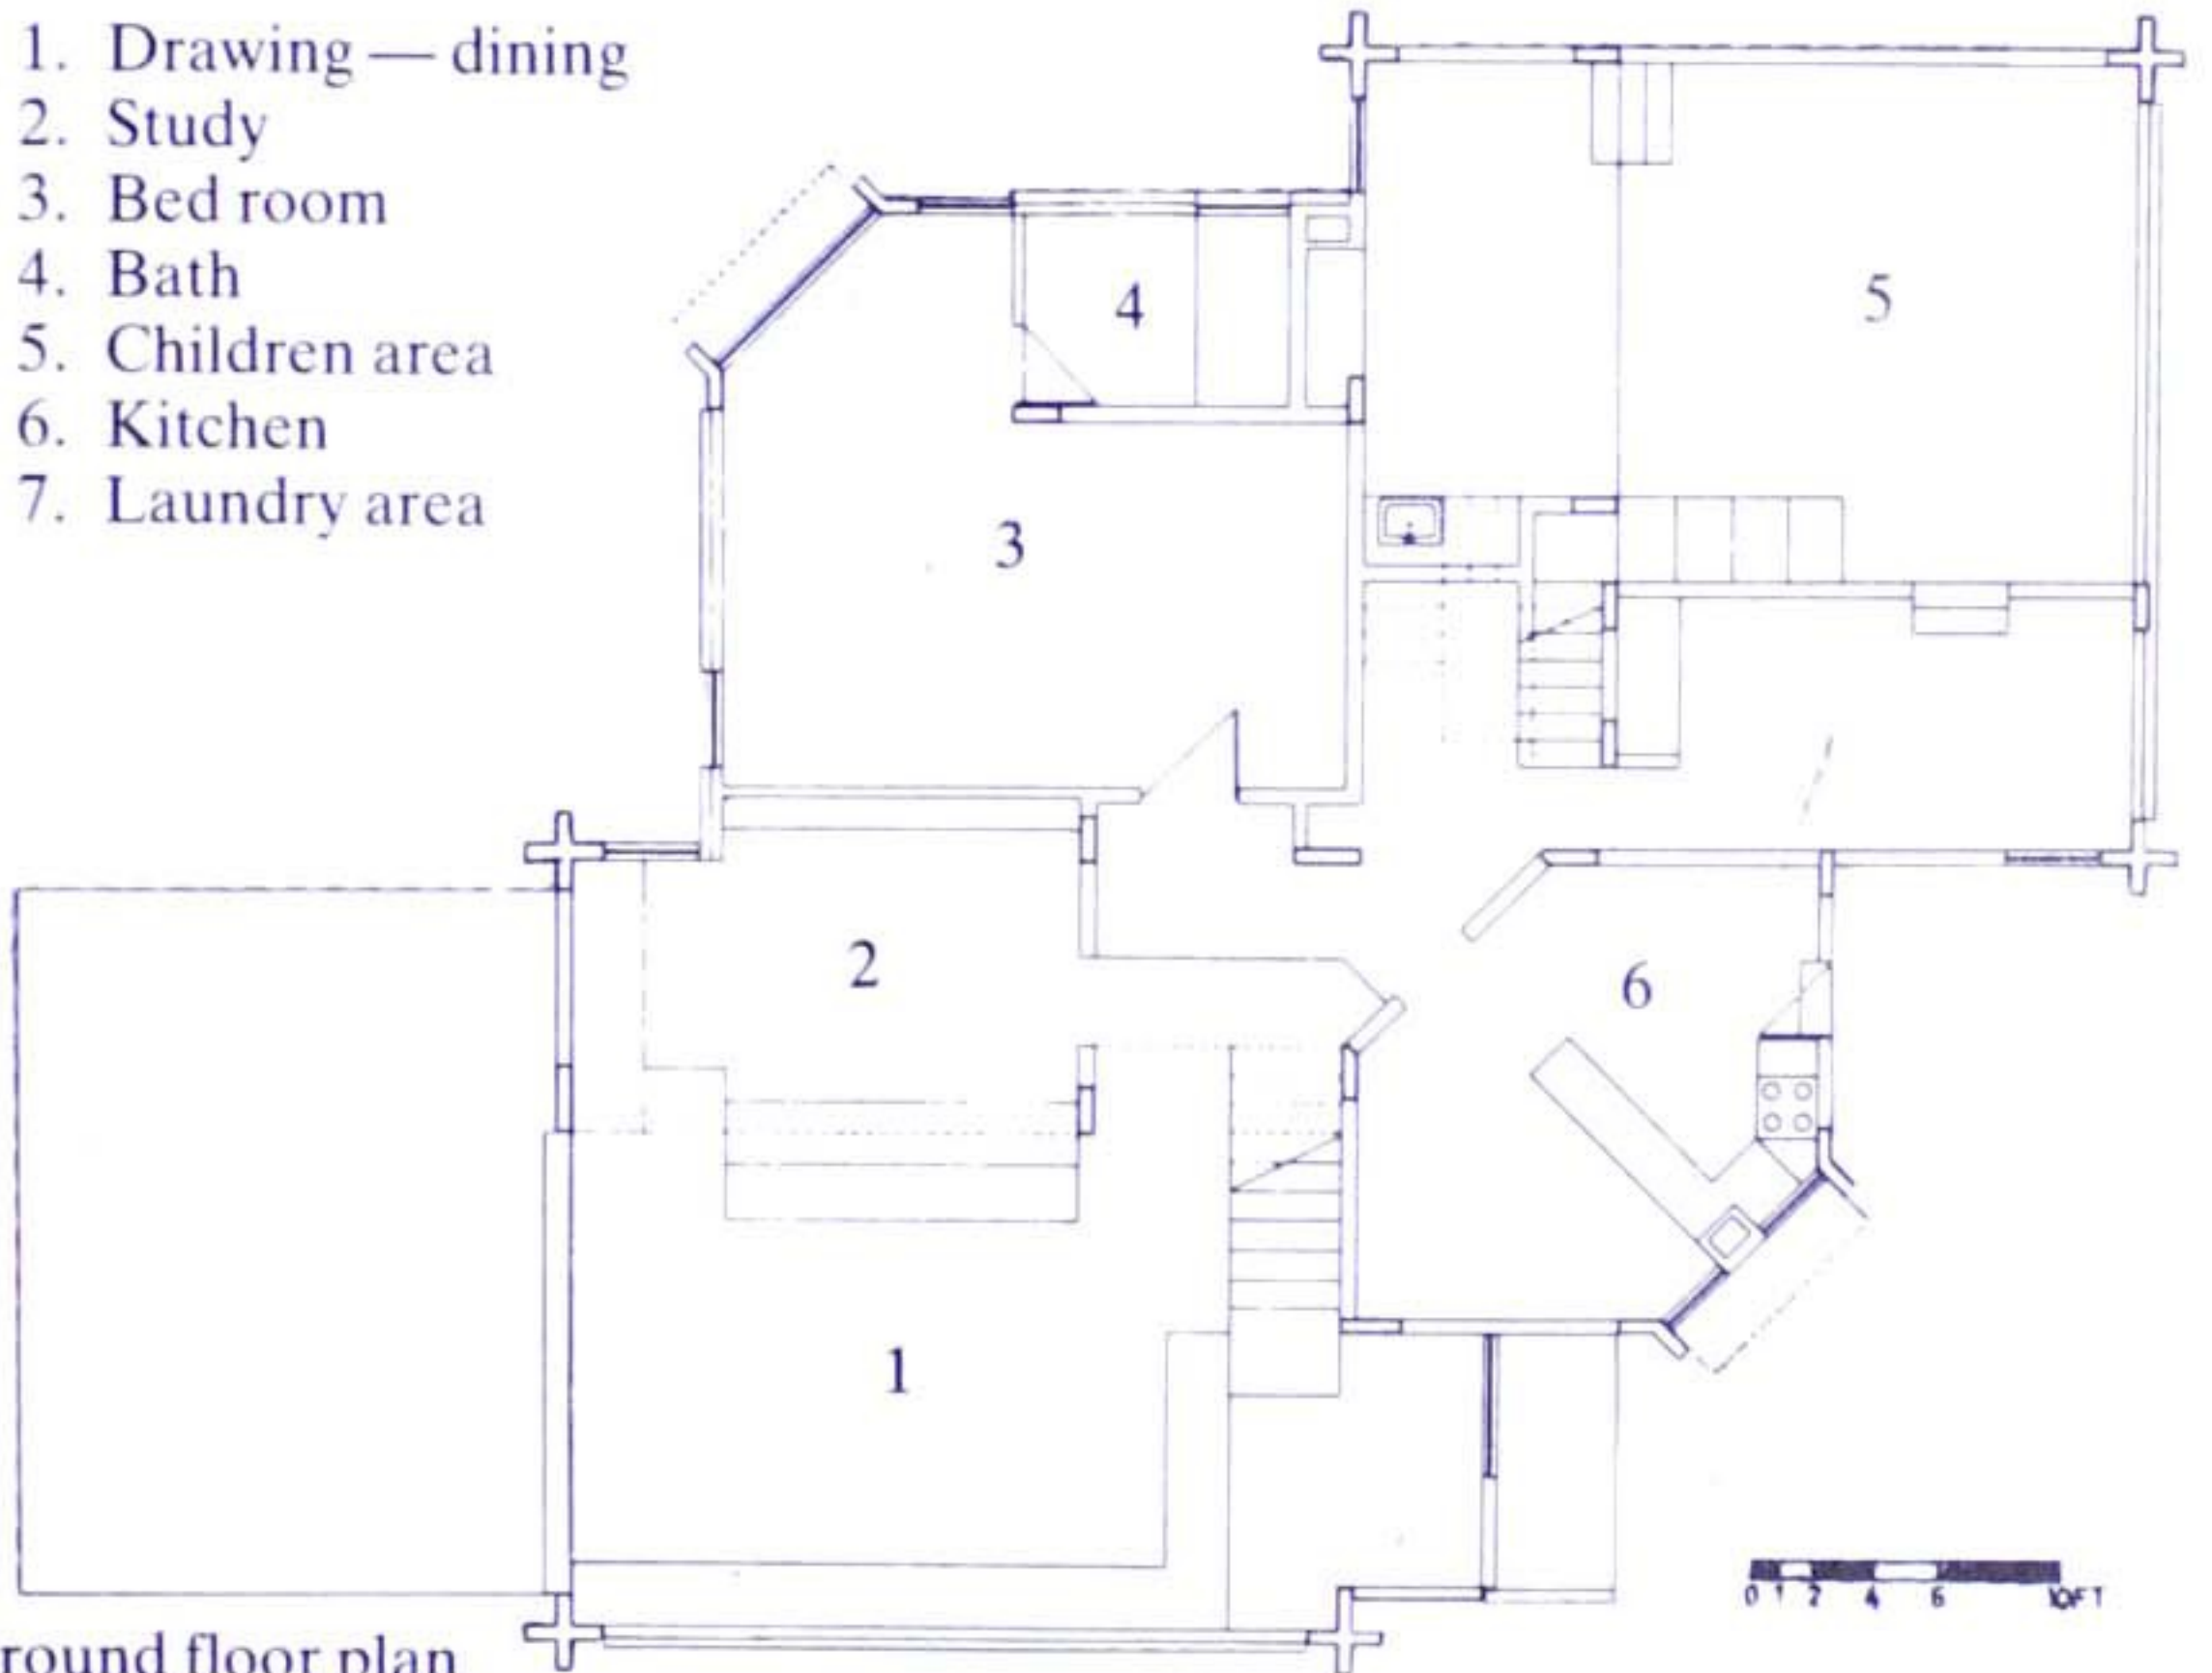 1. Drawing — dining
2. Study
3. Bed room
4. Bath
5. Children area
6. Kitchen
7. Laundry area
4
5
3
2
6
1
0 1 2 4 6 10FT
round floor plan